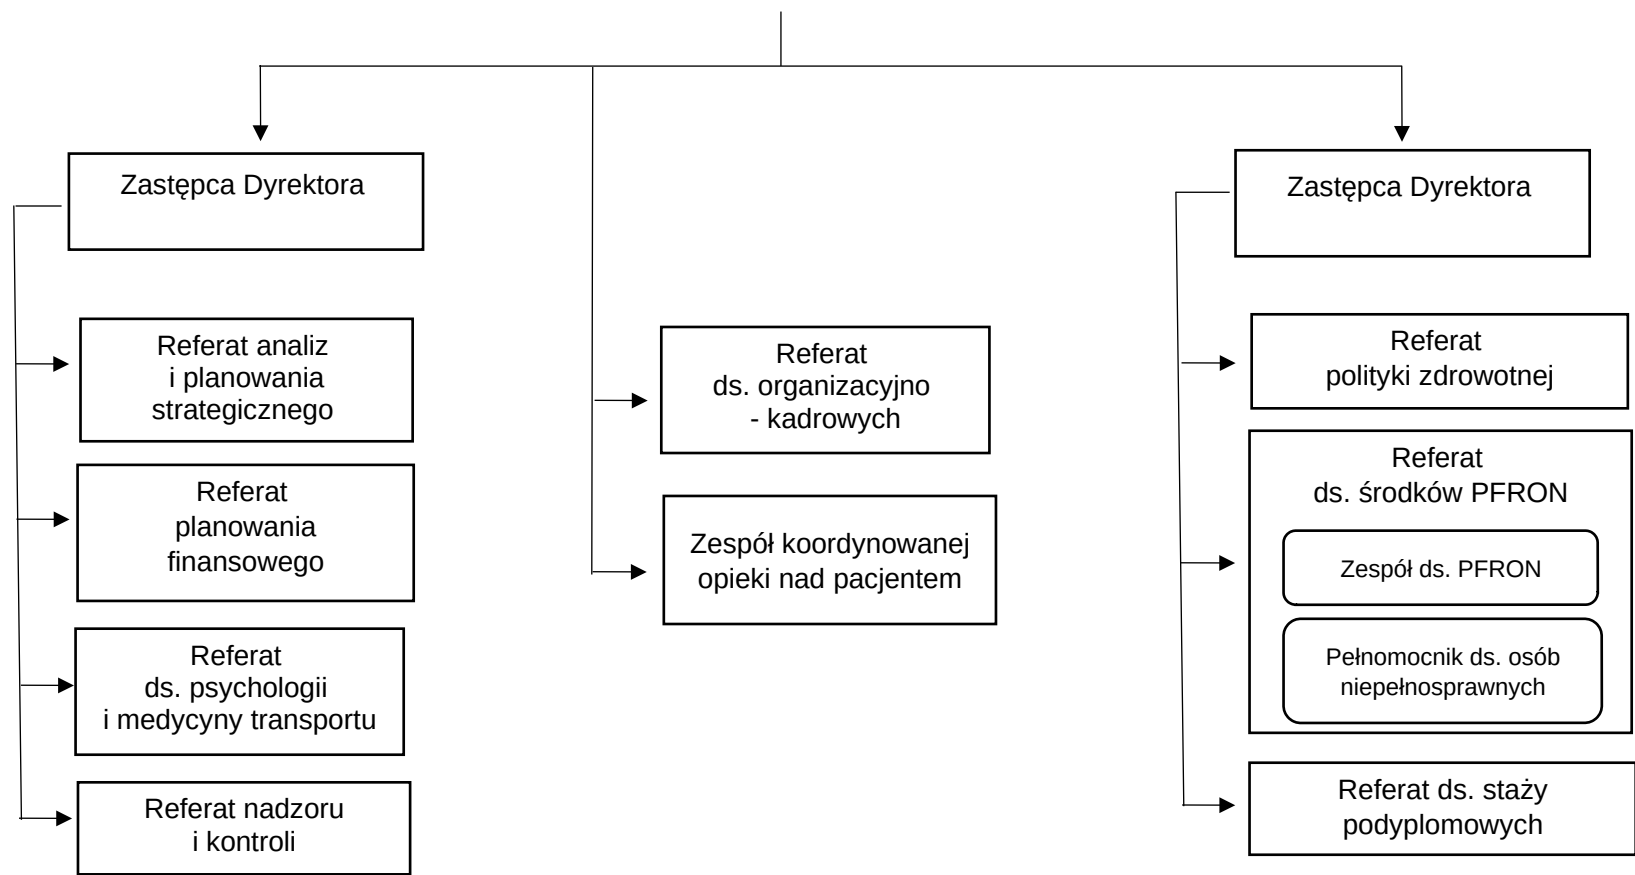 Zastępca Dyrektora
Referat analiz
i planowania
strategicznego
Referat
planowania
finansowego
Referat
ds. psychologii
i medycyny transportu
Referat nadzoru
i kontroli
Referat
ds. organizacyjno
- kadrowych
Zespół koordynowanej
opieki nad pacjentem
Zastępca Dyrektora
Referat
polityki zdrowotnej
Referat
ds. środków PFRON
Zespół ds. PFRON
Pełnomocnik ds. osób
niepełnosprawnych
Referat ds. staży
podyplomowych